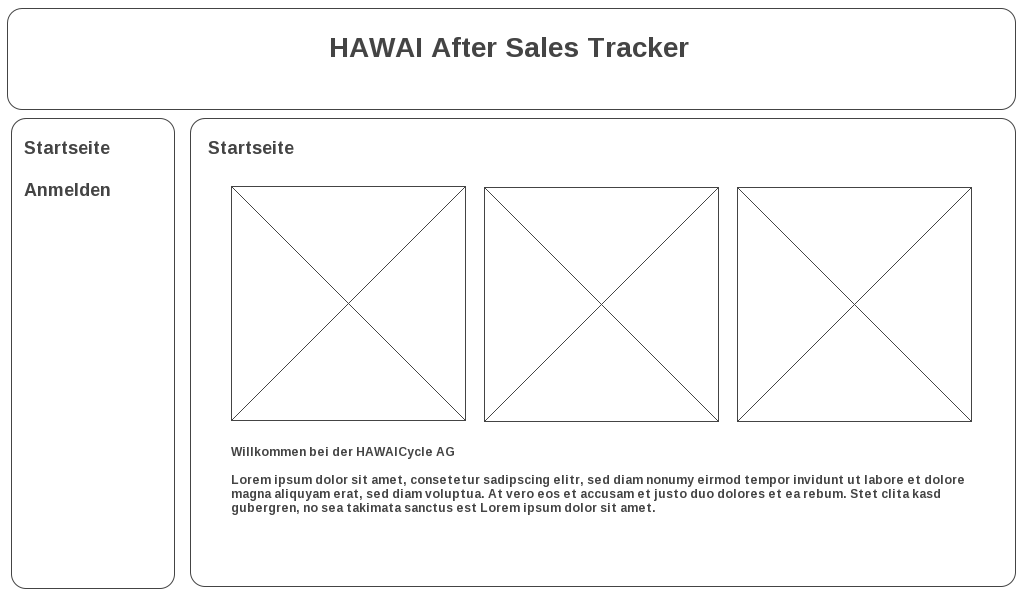 HAWAI After Sales Tracker
Startseite
Anmelden
Startseite
Willkommen bei der HAWAICycle AG
Lorem ipsum dolor sit amet, consetetur sadipscing elitr, sed diam nonumy eirmod tempor invidunt ut labore et dolore
magna aliquyam erat, sed diam voluptua. At vero eos et accusam et justo duo dolores et ea rebum. Stet clita kasd
gubergren, no sea takimata sanctus est Lorem ipsum dolor sit amet.